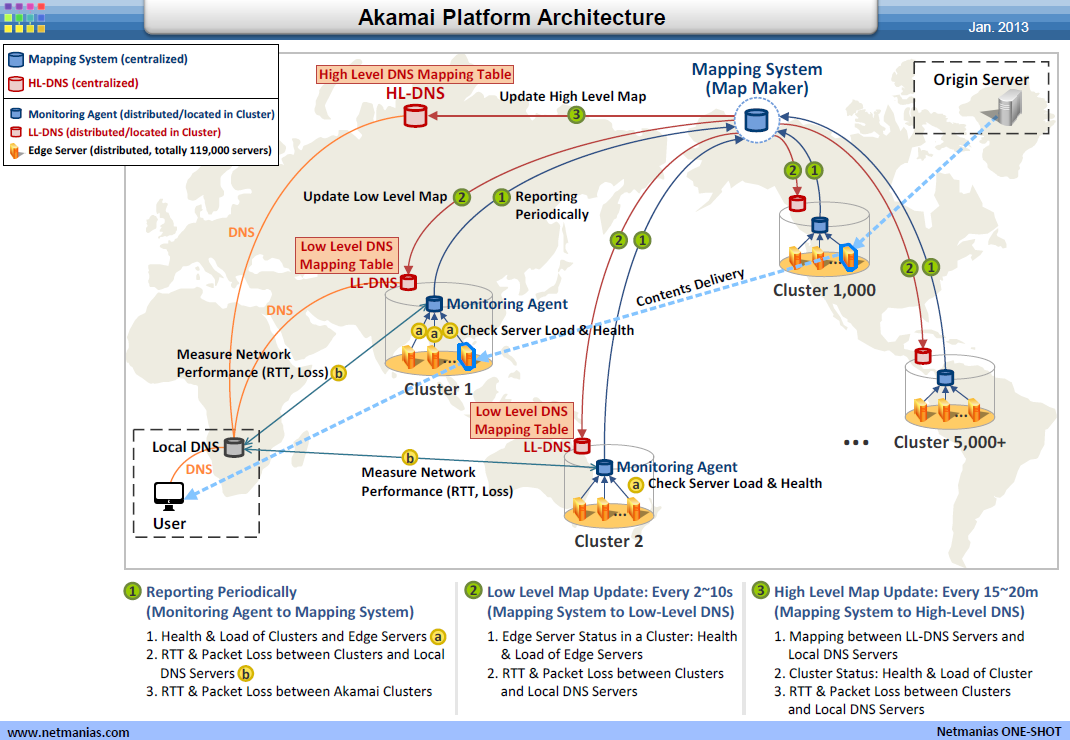 Akamai Platform Architecture
Jan. 2013
Mapping System (centralized)
HL-DNS (centralized)
Monitoring Agent (distributed/located in Cluster)
LL-DNS (distributed/located in Cluster)
Edge Server (distributed, totally 119,000 servers)
High Level DNS Mapping Table
HL-DNS
Update High Level Map
3
Mapping System
(Map Maker)
Origin Server
Update Low Level Map
2
1
Reporting
Periodically
2
1
2
1
2
1
DNS
Low Level DNS
Mapping Table
LL-DNS
DNS
Monitoring Agent
a
a
a
Check Server Load & Health
Contents Delivery
...
Cluster 1,000
Measure Network
Performance (RTT, Loss)
b
...
Cluster 1
Low Level DNS
Mapping Table
LL-DNS
...
Cluster 5,000+
...
Local DNS
DNS
User
b
Measure Network
Performance (RTT, Loss)
Monitoring Agent
a
Check Server Load & Health
...
Cluster 2
1 Reporting Periodically
(Monitoring Agent to Mapping System)
1. Health & Load of Clusters and Edge Servers a
2. RTT & Packet Loss between Clusters and Local
DNS Servers b
3. RTT & Packet Loss between Akamai Clusters
2 Low Level Map Update: Every 2~10s
(Mapping System to Low-Level DNS)
1. Edge Server Status in a Cluster: Health
& Load of Edge Servers
2. RTT & Packet Loss between Clusters
and Local DNS Servers
3 High Level Map Update: Every 15~20m
(Mapping System to High-Level DNS)
1. Mapping between LL-DNS Servers and
Local DNS Servers
2. Cluster Status: Health & Load of Cluster
3. RTT & Packet Loss between Clusters
and Local DNS Servers
www.netmanias.com
Netmanias ONE-SHOT